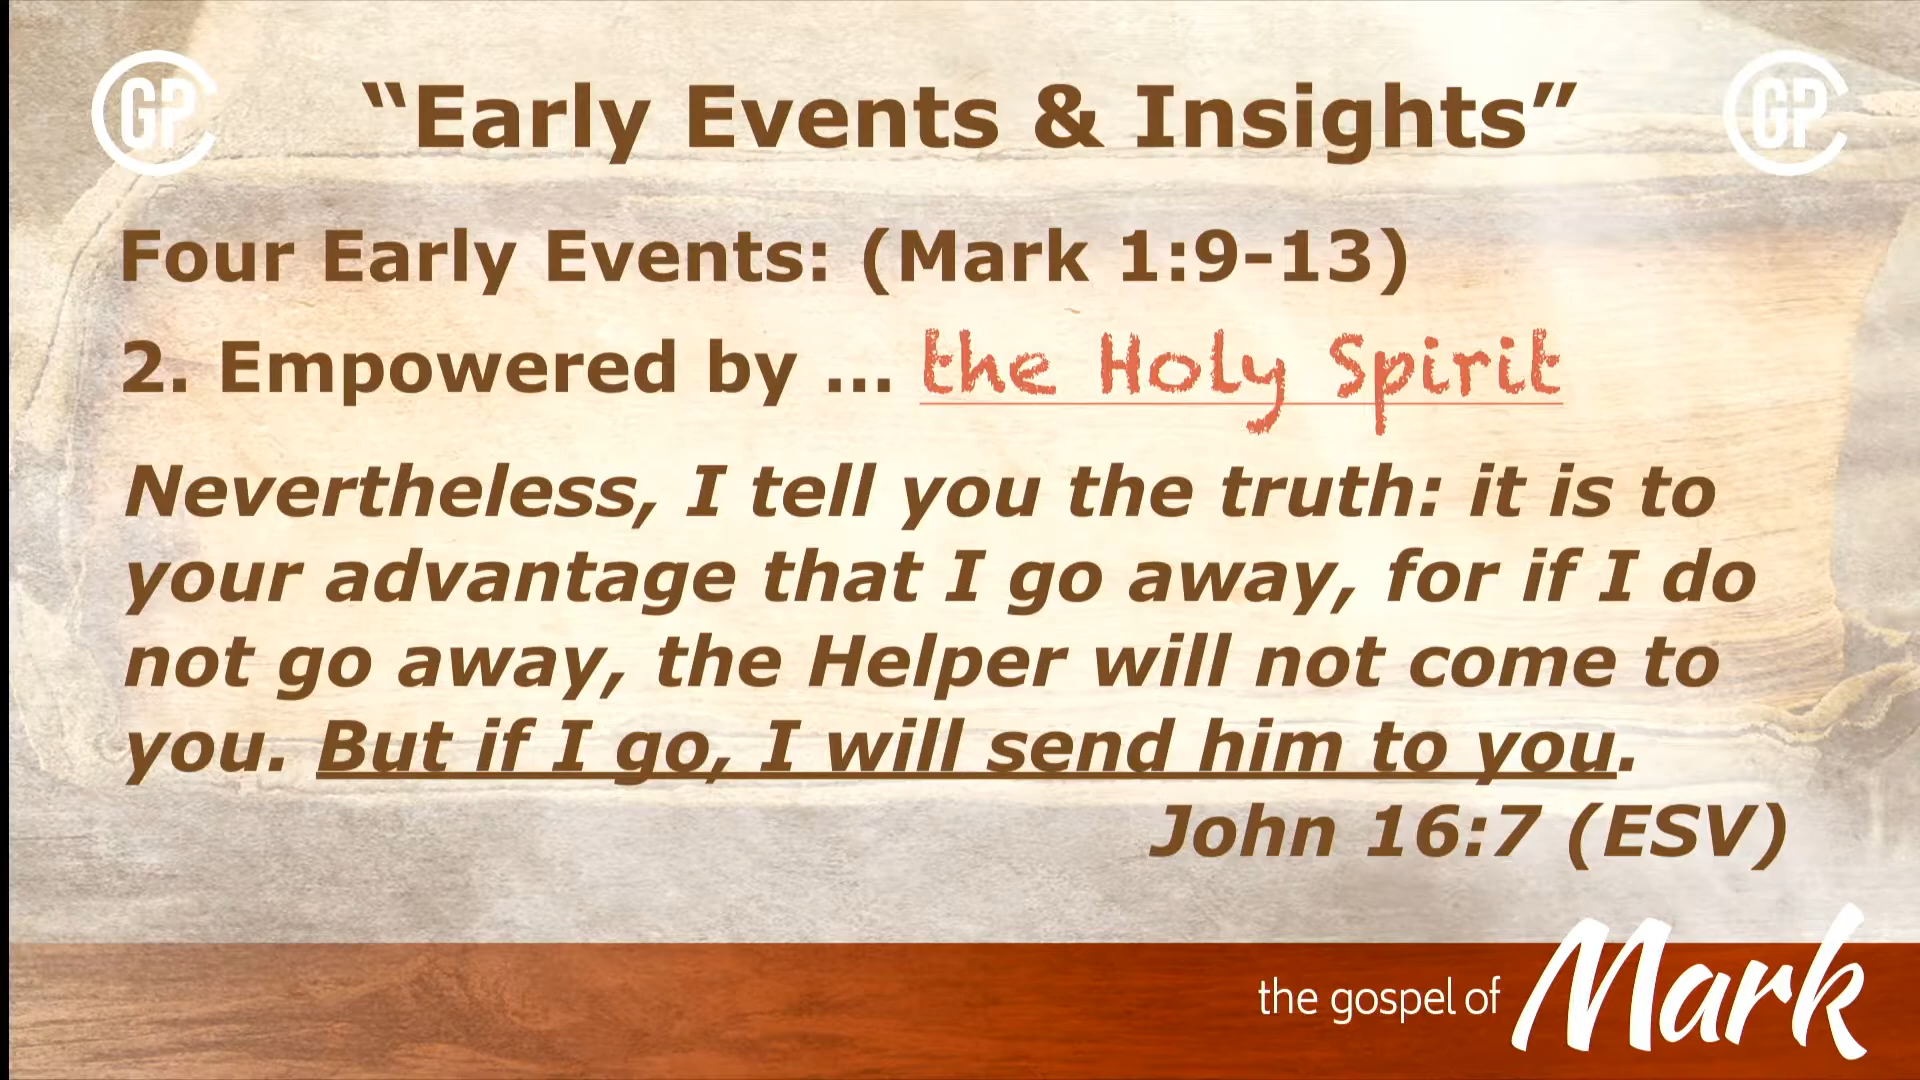 GPC
“Early Events & Insights”
GPC
Four Early Events: (Mark 1:9-13)
2. Empowered by ... the Holy Spirit
Nevertheless, I tell you the truth: it is to
your advantage that I go away, for if I do
not go away, the Helper will not come to
you. But if I go, I will send him to you.
John 16:7 (ESV)
the gospel of Mark